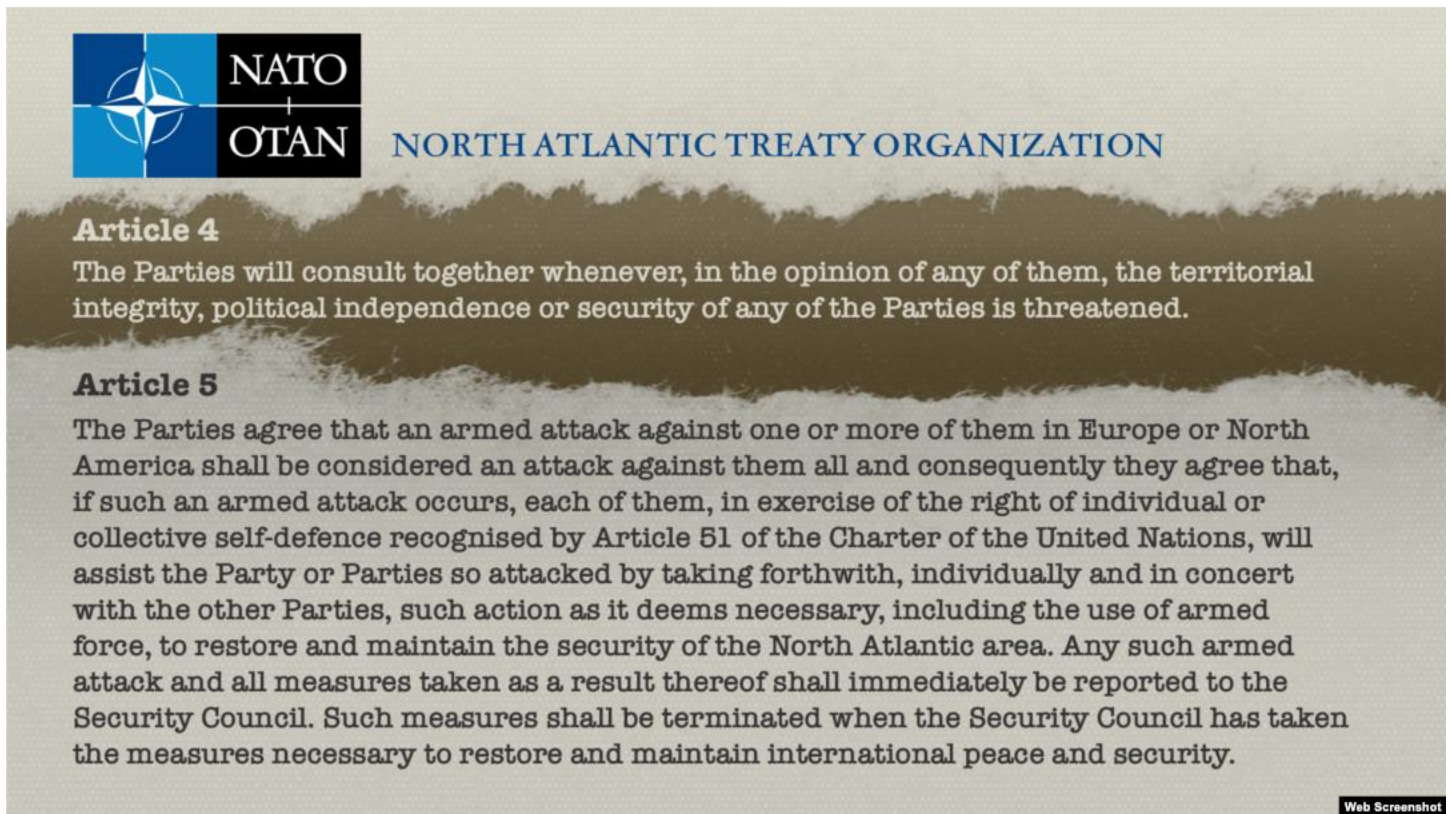 NATO
OTAN
NORTH ATLANTIC TREATY ORGANIZATION
Article 4
The Parties will consult together whenever, in the opinion of any of them, the territorial
integrity, political independence or security of any of the Parties is threatened.
Article 5
The Parties agree that an armed attack against one or more of them in Europe or North
America shall be considered an attack against them all and consequently they agree that,
if such an armed attack occurs, each of them, in exercise of the right of individual or
collective self-defence recognised by Article 51 of the Charter of the United Nations, will
assist the Party or Parties so attacked by taking forthwith, individually and in concert
with the other Parties, such action as it deems necessary, including the use of armed
force, to restore and maintain the security of the North Atlantic area. Any such armed
attack and all measures taken as a result thereof shall immediately be reported to the
Security Council. Such measures shall be terminated when the Security Council has taken
the measures necessary to restore and maintain international peace and security.
Web Screenshot